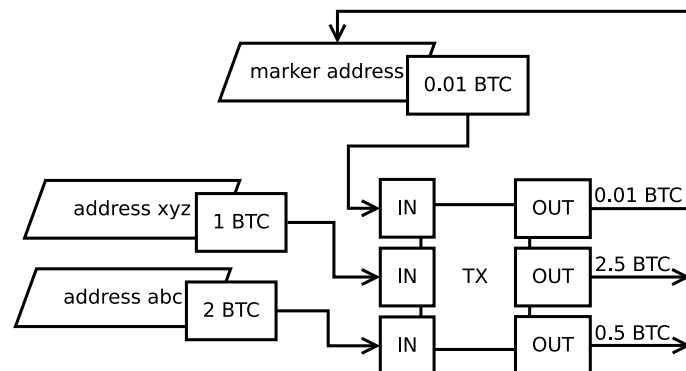 marker address
0.01 BTC
address xyz
1 BTC
IN
OUT
0.01 BTC
address abc
2 BTC
IN
TX
OUT
2.5 BTC
IN
OUT
0.5 BTC